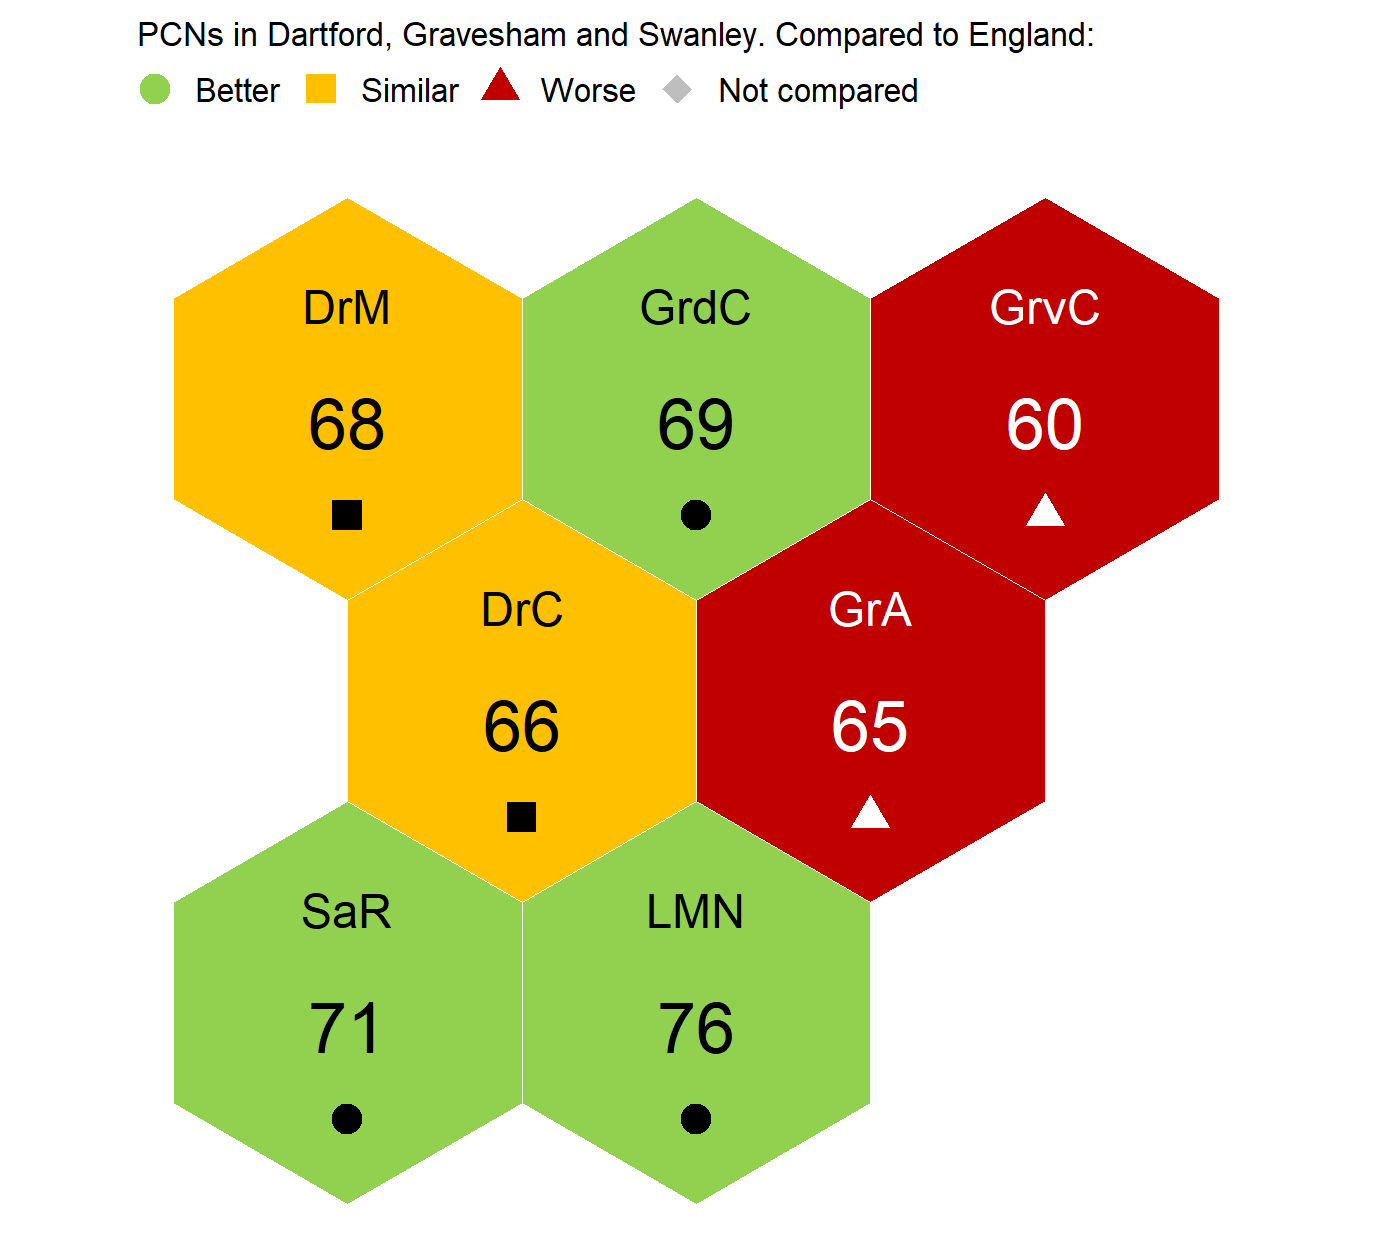 PCNs in Dartford, Gravesham and Swanley. Compared to England:
Better Similar Worse Not compared
DrM GrdC GrvC
68 69 60
DrC GrA
66 65
SaR LMN
71 76